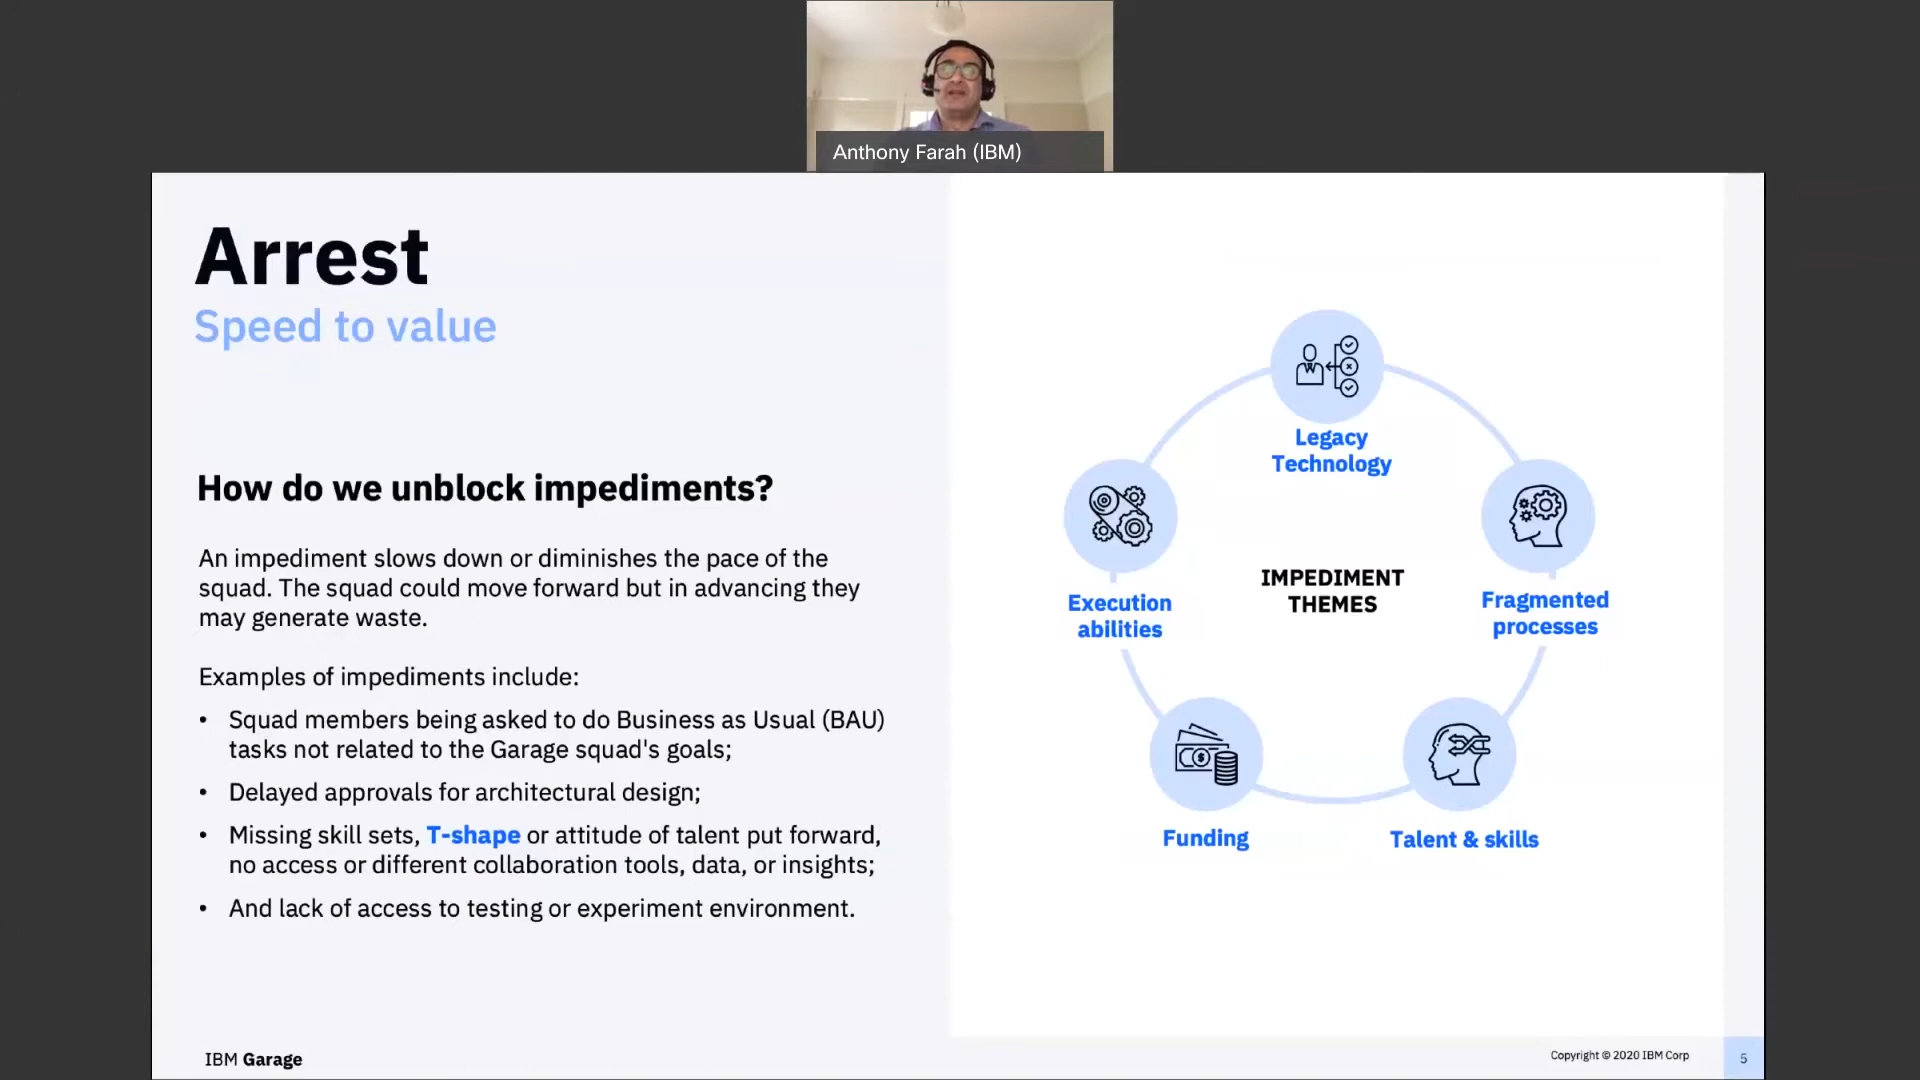 Anthony Farah (IBM)
Arrest
Speed to value
How do we unblock impediments?
An impediment slows down or diminishes the pace of the
squad. The squad could move forward but in advancing they
may generate waste.
Examples of impediments include:
• Squad members being asked to do Business as Usual (BAU)
tasks not related to the Garage squad's goals;
• Delayed approvals for architectural design;
• Missing skill sets, T-shape or attitude of talent put forward,
no access or different collaboration tools, data, or insights;
• And lack of access to testing or experiment environment.
Legacy
Technology
Execution
abilities
IMPEDIMENT
THEMES
Fragmented
processes
Funding
Talent & skills
IBM Garage
Copyright © 2020 IBM Corp
5